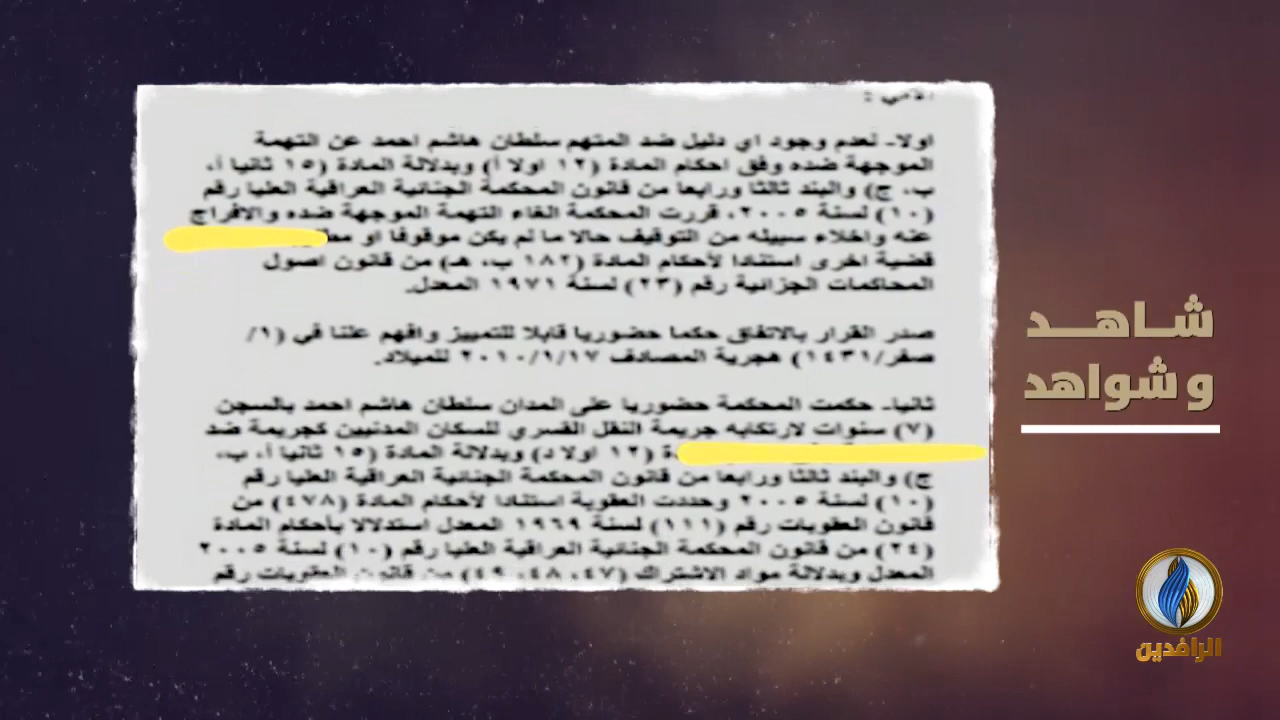 اولا- لعدم وجود اي دليل ضد المتهم سلطان هاشم احمد عن التهمة
الموجهة ضده وفق احكام المادة (١٢ اولا أ) وبدلالة المادة (١٥ ثانيا أ،
ب، ج) والبند ثالثا ورابعا من قانون المحكمة الجنائية العراقية العليا رقم
(١٠) لسنة ٢٠٠٥، قررت المحكمة الغاء التهمة الموجهة ضده والافراج
عنه واخلاء سبيله من التوقيف حالا ما لم يكن موقوفا او
قضية اخرى استنادا لأحكام المادة (١٨٢ ب، هـ) من قانون اصول
المحاكمات الجزائية رقم (٢٣) لسنة ١٩٧١ المعدل.
صدر القرار بالاتفاق حكما حضوريا قابلا للتمييز وافهم علنا في (١/
صفر/١٤٣١) هجرية المصادف ٢٠١٠/١/١٧ للميلاد.
ثانيا- حكمت المحكمة حضوريا على المدان سلطان هاشم احمد بالسجن
(٧) سنوات لارتكابه جريمة النقل القسري للسكان المدنيين كجريمة ضد
(١٢ اولا د) وبدلالة المادة (١٥ ثانيا أ، ب،
ج) والبند ثالثا ورابعا من قانون المحكمة الجنائية العراقية العليا رقم
(١٠) لسنة ٢٠٠٥ وحددت العقوبة استنادا لأحكام المادة (٤٧٨) من
قانون العقوبات رقم (١١١) لسنة ١٩٦٩ المعدل استدلالا بأحكام المادة
(٢٤) من قانون المحكمة الجنائية العراقية العليا رقم (١٠) لسنة ٢٠٠٥
المعدل وبدلالة مواد الاشتراك (٤٧، ٤٨، ٤٩) من قانون العقوبات رقم
شاهد
وشواهد
الرافدين